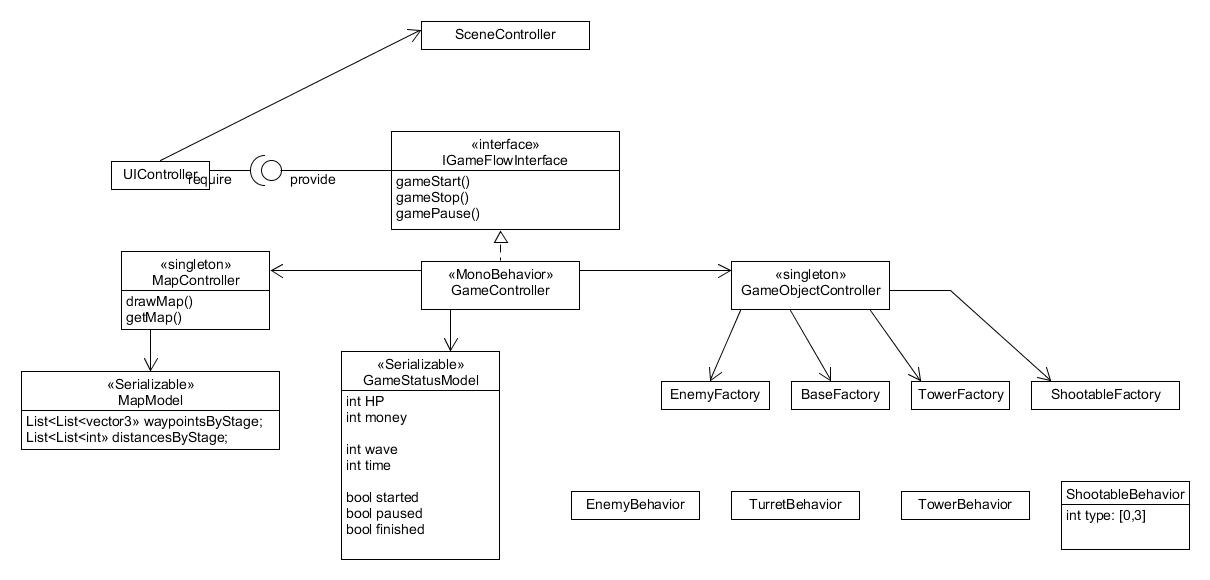 SceneController
«interface»
IGameFlowInterface
gameStart()
gameStop()
gamePause()
UIController
require
provide
«singleton»
MapController
drawMap()
getMap()
«MonoBehavior»
GameController
«singleton»
GameObjectController
«Serializable»
MapModel
List<List<vector3» waypointsByStage;
List<List<int» distancesByStage;
«Serializable»
GameStatusModel
int HP
int money
int wave
int time
bool started
bool paused
bool finished
EnemyFactory
BaseFactory
TowerFactory
ShootableFactory
EnemyBehavior
TurretBehavior
TowerBehavior
ShootableBehavior
int type: [0,3]